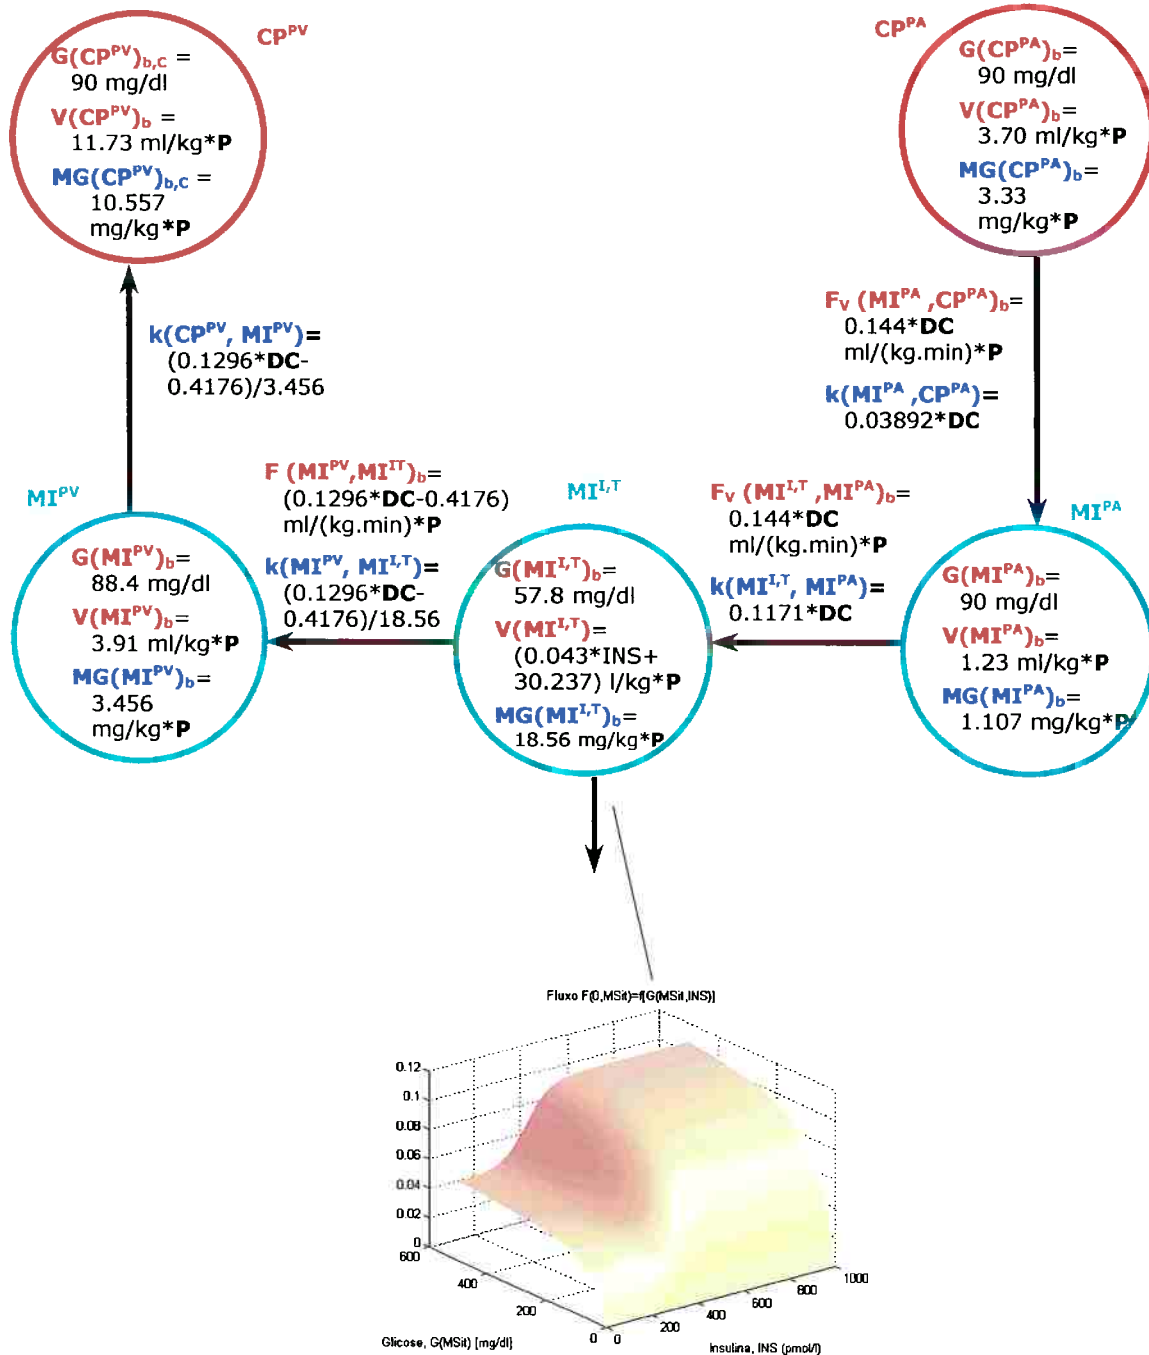 CP^PV
G(CP^PV)b,C =
90 mg/dl
V(CP^PV)b =
11.73 ml/kg*P
MG(CP^PV)b,C =
10.557
mg/kg*P
CP^PA
G(CP^PA)b=
90 mg/dl
V(CP^PA)b=
3.70 ml/kg*P
MG(CP^PA)b=
3.33
mg/kg*P
k(CP^PV, MI^PV)=
(0.1296*DC-
0.4176)/3.456
FV (MI^PA ,CP^PA)b=
0.144*DC
ml/(kg.min)*P
k(MI^PA ,CP^PA)=
0.03892*DC
MI^PV
G(MI^PV)b=
88.4 mg/dl
V(MI^PV)b=
3.91 ml/kg*P
MG(MI^PV)b=
3.456
mg/kg*P
F (MI^PV,MI^IT)b=
(0.1296*DC-0.4176)
ml/(kg.min)*P
k(MI^PV, MI^I,T)=
(0.1296*DC-
0.4176)/18.56
MI^I,T
G(MI^I,T)b=
57.8 mg/dl
V(MI^I,T)=
(0.043*INS+
30.237) l/kg*P
MG(MI^I,T)b=
18.56 mg/kg*P
FV (MI^I,T ,MI^PA)b=
0.144*DC
ml/(kg.min)*P
k(MI^I,T, MI^PA)=
0.1171*DC
MI^PA
G(MI^PA)b=
90 mg/dl
V(MI^PA)b=
1.23 ml/kg*P
MG(MI^PA)b=
1.107 mg/kg*P
Fluxo F(0,MSit)=f[G(MSit,INS)]
0.12
0.1
0.08
0.06
0.04
0.02
0
600
400
200
0
0
200
400
600
800
1000
Glicose, G(MSit) [mg/dl]
Insulina, INS (pmol/l)